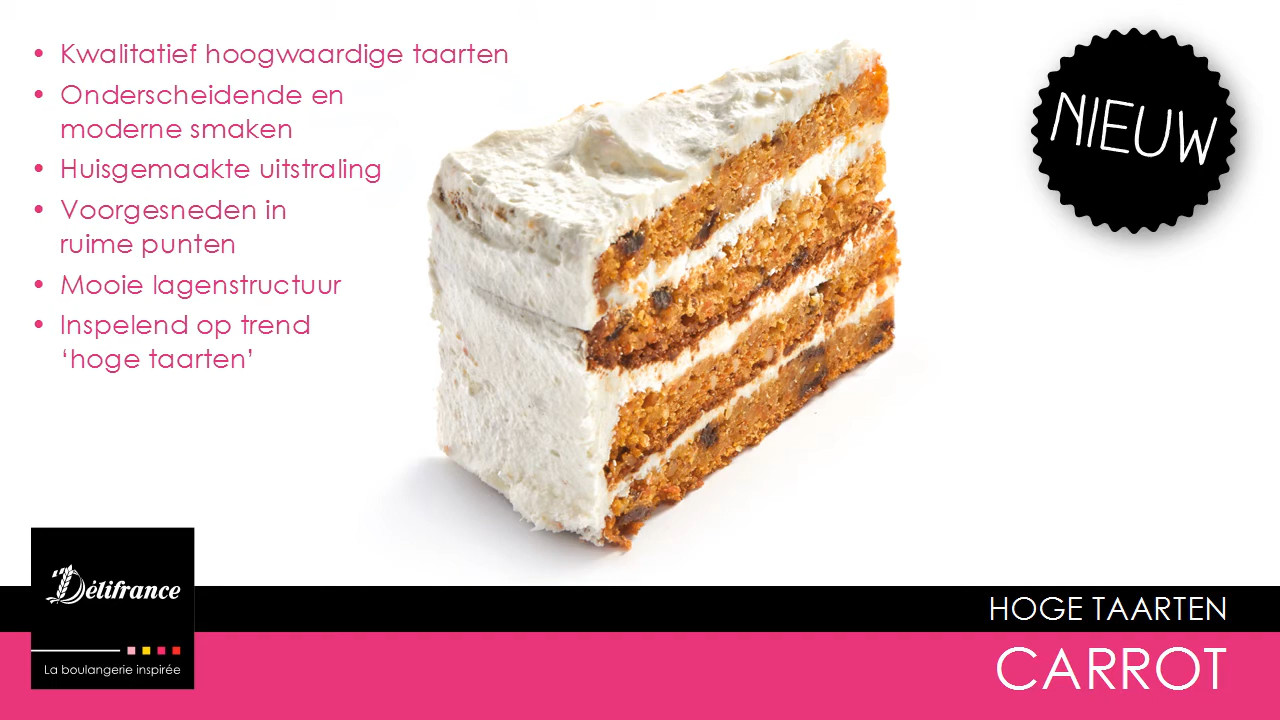 • Kwalitatief hoogwaardige taarten
• Onderscheidende en
moderne smaken
• Huisgemaakte uitstraling
• Voorgesneden in
ruime punten
• Mooie lagenstructuur
• Inspelend op trend
‘hoge taarten’
NIEUW
Délifrance
La boulangerie inspirée
HOGE TAARTEN
CARROT